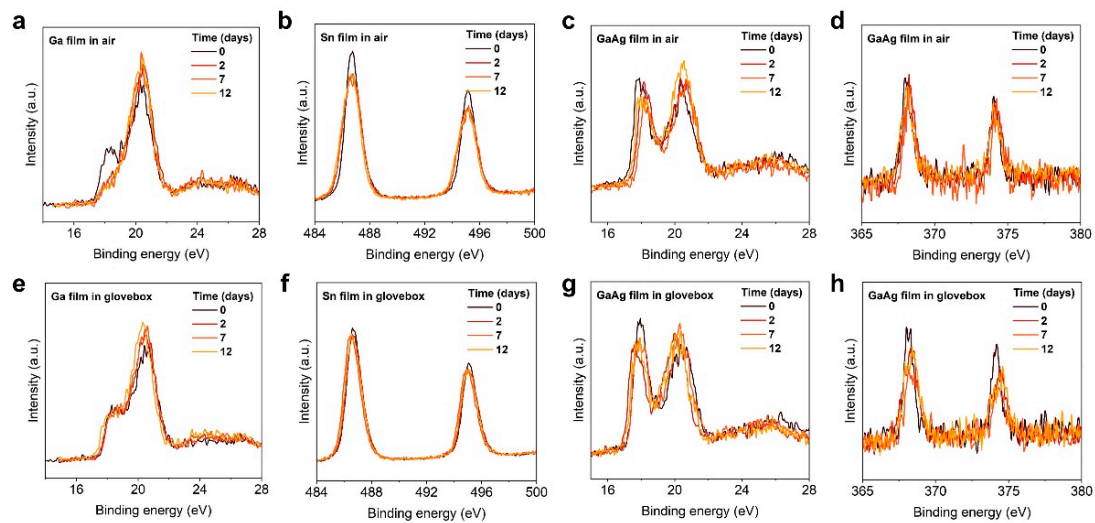 a
Ga film in air
Time (days)
0
2
7
12
Intensity (a.u.)
16 20 24 28
Binding energy (eV)
b
Sn film in air
Time (days)
0
2
7
12
Intensity (a.u.)
484 488 492 496 500
Binding energy (eV)
c
GaAg film in air
Time (days)
0
2
7
12
Intensity (a.u.)
16 20 24 28
Binding energy (eV)
d
GaAg film in air
Time (days)
0
2
7
12
Intensity (a.u.)
365 370 375 380
Binding energy (eV)
e
Ga film in glovebox
Time (days)
0
2
7
12
Intensity (a.u.)
16 20 24 28
Binding energy (eV)
f
Sn film in glovebox
Time (days)
0
2
7
12
Intensity (a.u.)
484 488 492 496 500
Binding energy (eV)
g
GaAg film in glovebox
Time (days)
0
2
7
12
Intensity (a.u.)
16 20 24 28
Binding energy (eV)
h
GaAg film in glovebox
Time (days)
0
2
7
12
Intensity (a.u.)
365 370 375 380
Binding energy (eV)